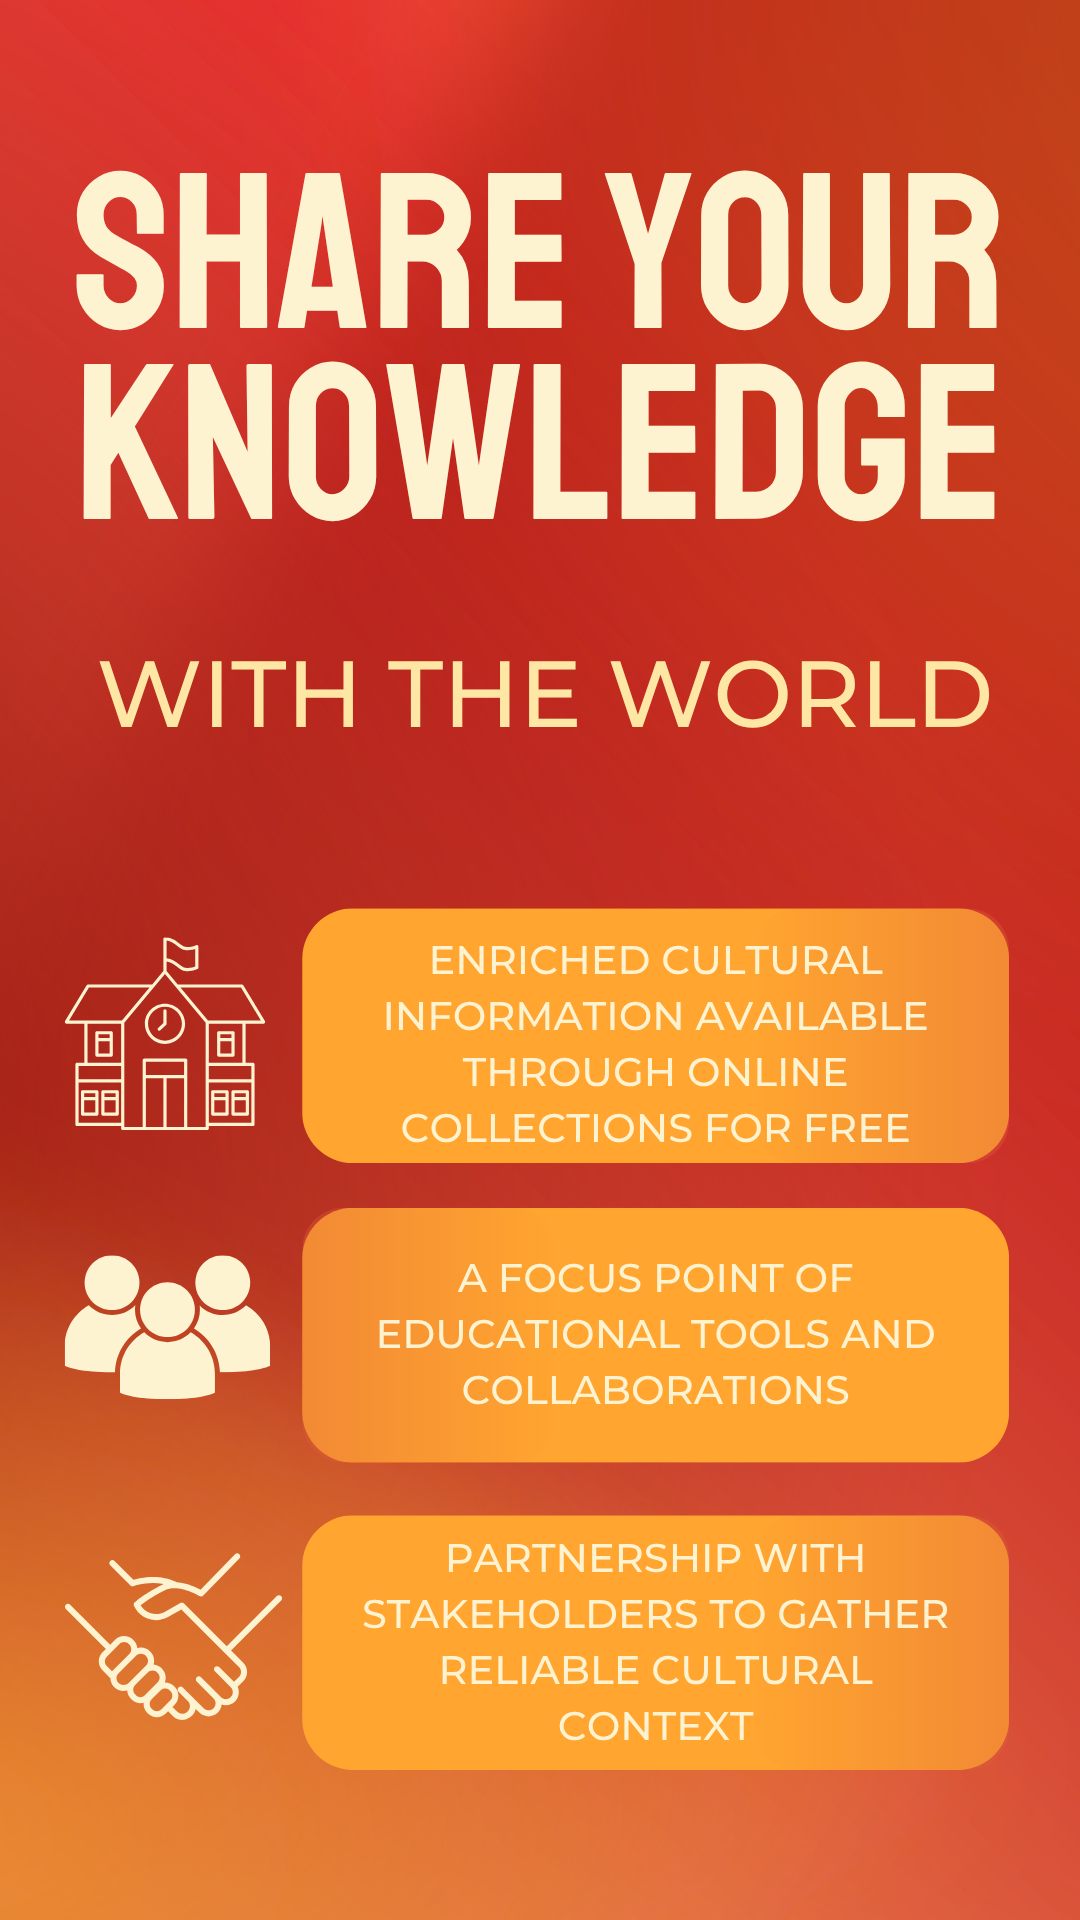 SHARE YOUR
KNOWLEDGE
WITH THE WORLD
ENRICHED CULTURAL
INFORMATION AVAILABLE
THROUGH ONLINE
COLLECTIONS FOR FREE
A FOCUS POINT OF
EDUCATIONAL TOOLS AND
COLLABORATIONS
PARTNERSHIP WITH
STAKEHOLDERS TO GATHER
RELIABLE CULTURAL
CONTEXT